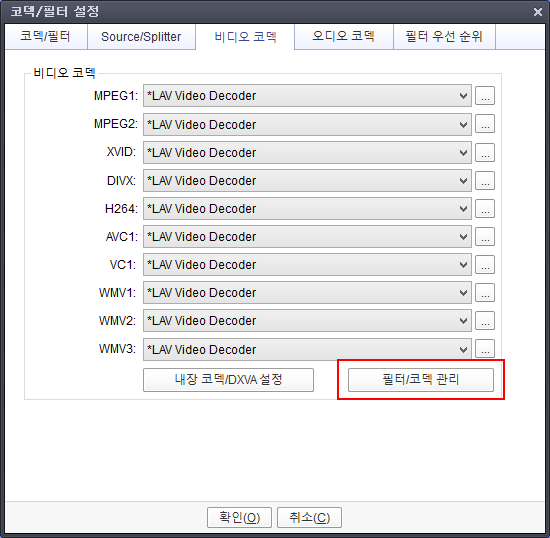 코덱/필터 설정
코덱/필터 Source/Splitter 비디오 코덱 오디오 코덱 필터 우선 순위
비디오 코덱
MPEG1: *LAV Video Decoder ...
MPEG2: *LAV Video Decoder ...
XVID: *LAV Video Decoder ...
DIVX: *LAV Video Decoder ...
H264: *LAV Video Decoder ...
AVC1: *LAV Video Decoder ...
VC1: *LAV Video Decoder ...
WMV1: *LAV Video Decoder ...
WMV2: *LAV Video Decoder ...
WMV3: *LAV Video Decoder ...
내장 코덱/DXVA 설정 필터/코덱 관리
확인(O) 취소(C)